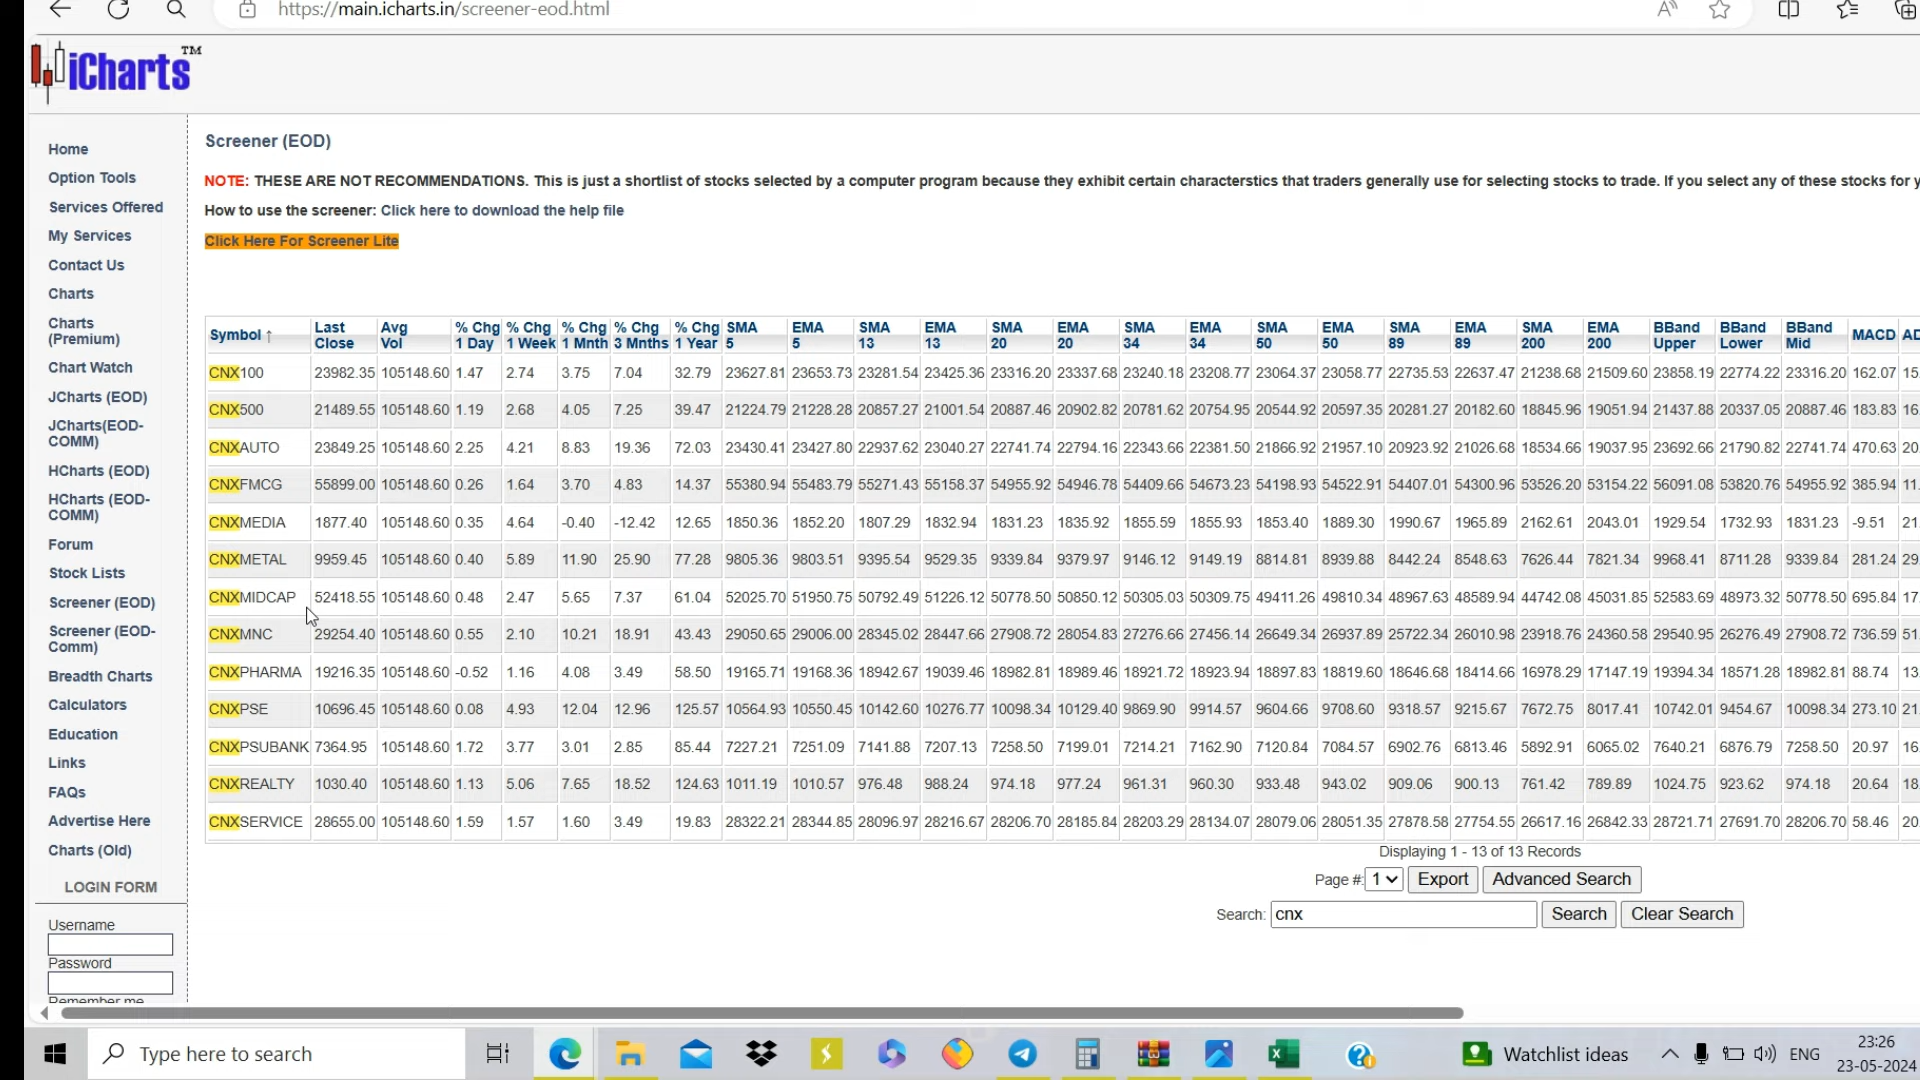 https://main.icharts.in/screener-eod.html
iCharts™
Home
Option Tools
Services Offered
My Services
Contact Us
Charts
Charts
(Premium)
Chart Watch
JCharts (EOD)
JCharts(EOD-
COMM)
HCharts (EOD)
HCharts (EOD-
COMM)
Forum
Stock Lists
Screener (EOD)
Screener (EOD-
Comm)
Breadth Charts
Calculators
Education
Links
FAQs
Advertise Here
Charts (Old)
LOGIN FORM
Username
Password
Remember me
Screener (EOD)
NOTE: THESE ARE NOT RECOMMENDATIONS. This is just a shortlist of stocks selected by a computer program because they exhibit certain characterstics that traders generally use for selecting stocks to trade. If you select any of these stocks for y
How to use the screener: Click here to download the help file
Click Here For Screener Lite
Symbol ↑ Last Close Avg Vol % Chg 1 Day % Chg 1 Week % Chg 1 Mnth % Chg 3 Mnths % Chg 1 Year SMA 5 EMA 5 SMA 13 EMA 13 SMA 20 EMA 20 SMA 34 EMA 34 SMA 50 EMA 50 SMA 89 EMA 89 SMA 200 EMA 200 BBand Upper BBand Lower BBand Mid MACD AD
CNX100 23982.35 105148.60 1.47 2.74 3.75 7.04 32.79 23627.81 23653.73 23281.54 23425.36 23316.20 23337.68 23240.18 23208.77 23064.37 23058.77 22735.53 22637.47 21238.68 21509.60 23858.19 22774.22 23316.20 162.07 15.
CNX500 21489.55 105148.60 1.19 2.68 4.05 7.25 39.47 21224.79 21228.28 20857.27 21001.54 20887.46 20902.82 20781.62 20754.95 20544.92 20597.35 20281.27 20182.60 18845.96 19051.94 21437.88 20337.05 20887.46 183.83 16.
CNXAUTO 23849.25 105148.60 2.25 4.21 8.83 19.36 72.03 23430.41 23427.80 22937.62 23040.27 22741.74 22794.16 22343.66 22381.50 21866.92 21957.10 20923.92 21026.68 18534.66 19037.95 23692.66 21790.82 22741.74 470.63 20.
CNXFMCG 55899.00 105148.60 0.26 1.64 3.70 4.83 14.37 55380.94 55483.79 55271.43 55158.37 54955.92 54946.78 54409.66 54673.23 54198.93 54522.91 54407.01 54300.96 53526.20 53154.22 56091.08 53820.76 54955.92 385.94 11.
CNXMEDIA 1877.40 105148.60 0.35 4.64 -0.40 -12.42 12.65 1850.36 1852.20 1807.29 1832.94 1831.23 1835.92 1855.59 1855.93 1853.40 1889.30 1990.67 1965.89 2162.61 2043.01 1929.54 1732.93 1831.23 -9.51 21.
CNXMETAL 9959.45 105148.60 0.40 5.89 11.90 25.90 77.28 9805.36 9803.51 9395.54 9529.35 9339.84 9379.97 9146.12 9149.19 8814.81 8939.88 8442.24 8548.63 7626.44 7821.34 9968.41 8711.28 9339.84 281.24 29.
CNXMIDCAP 52418.55 105148.60 0.48 2.47 5.65 7.37 61.04 52025.70 51950.75 50792.49 51226.12 50778.50 50850.12 50305.03 50309.75 49411.26 49810.34 48967.63 48589.94 44742.08 45031.85 52583.69 48973.32 50778.50 695.84 17.
CNXMNC 29254.40 105148.60 0.55 2.10 10.21 18.91 43.43 29050.65 29006.00 28345.02 28447.66 27908.72 28054.83 27276.66 27456.14 26649.34 26937.89 25722.34 26010.98 23918.76 24360.58 29540.95 26276.49 27908.72 736.59 51.
CNXPHARMA 19216.35 105148.60 -0.52 1.16 4.08 3.49 58.50 19165.71 19168.36 18942.67 19039.46 18982.81 18989.46 18921.72 18923.94 18897.83 18819.60 18646.68 18414.66 16978.29 17147.19 19394.34 18571.28 18982.81 88.74 13.
CNXPSE 10696.45 105148.60 0.08 4.93 12.04 12.96 125.57 10564.93 10550.45 10142.60 10276.77 10098.34 10129.40 9869.90 9914.57 9604.66 9708.60 9318.57 9215.67 7672.75 8017.41 10742.01 9454.67 10098.34 273.10 21.
CNXPSUBANK 7364.95 105148.60 1.72 3.77 3.01 2.85 85.44 7227.21 7251.09 7141.88 7207.13 7258.50 7199.01 7214.21 7162.90 7120.84 7084.57 6902.76 6813.46 5892.91 6065.02 7640.21 6876.79 7258.50 20.97 16.
CNXREALTY 1030.40 105148.60 1.13 5.06 7.65 18.52 124.63 1011.19 1010.57 976.48 988.24 974.18 977.24 961.31 960.30 933.48 943.02 909.06 900.13 761.42 789.89 1024.75 923.62 974.18 20.64 18.
CNXSERVICE 28655.00 105148.60 1.59 1.57 1.60 3.49 19.83 28322.21 28344.85 28096.97 28216.67 28206.70 28185.84 28203.29 28134.07 28079.06 28051.35 27878.58 27754.55 26617.16 26842.33 28721.71 27691.70 28206.70 58.46 20.
Displaying 1 - 13 of 13 Records
Page #: 1 Export Advanced Search
Search: cnx Search Clear Search
Type here to search
Watchlist ideas
ENG
23:26
23-05-2024